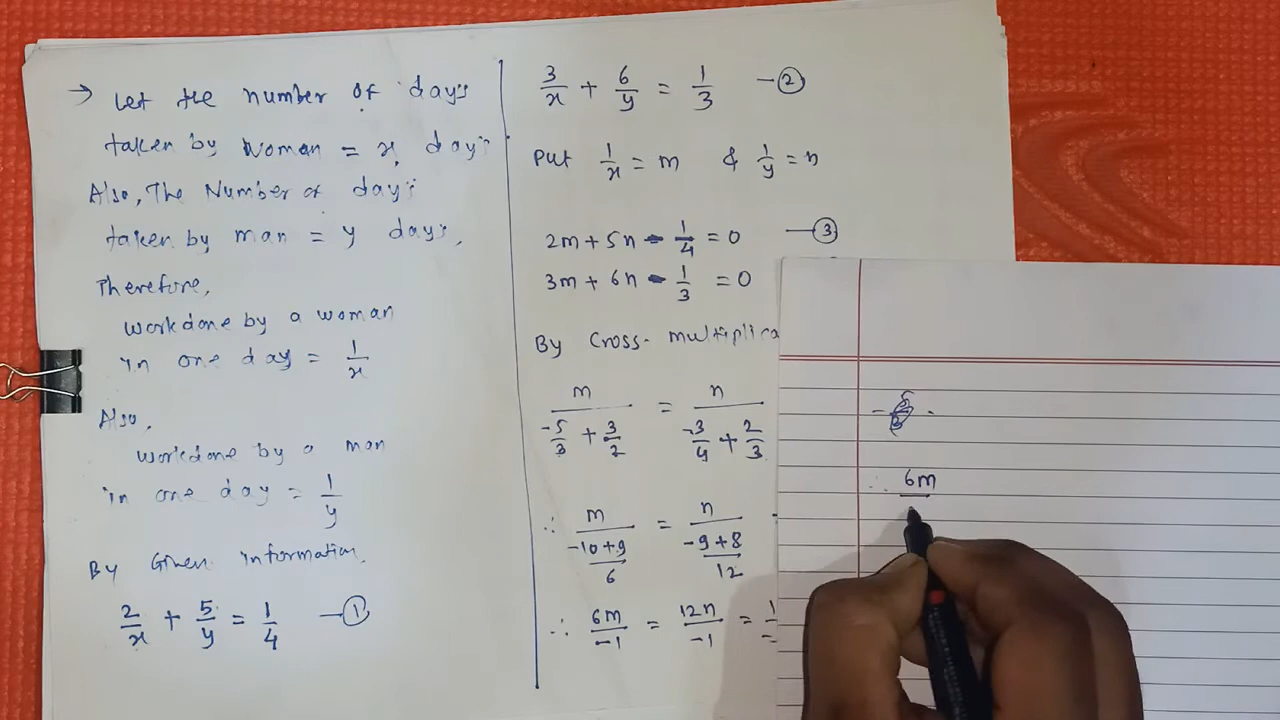 → Let the number of days
taken by woman = x, days
Also, The Number of days
taken by man = y days,
Therefore,
workdone by a woman
in one day = 1/x
Also,
workdone by a man
in one day = 1/y
By Given information,
2/x + 5/y = 1/4 —①
3/x + 6/y = 1/3 —②
Put 1/x = m & 1/y = n
2m + 5n - 1/4 = 0 —③
3m + 6n - 1/3 = 0
By Cross-multiplica
m/(-5/3 + 3/2) = n/(-3/4 + 2/3)
∴ m/((-10+9)/6) = n/((-9+8)/12)
∴ 6m/-1 = 12n/-1 = 1/
∴ 6m